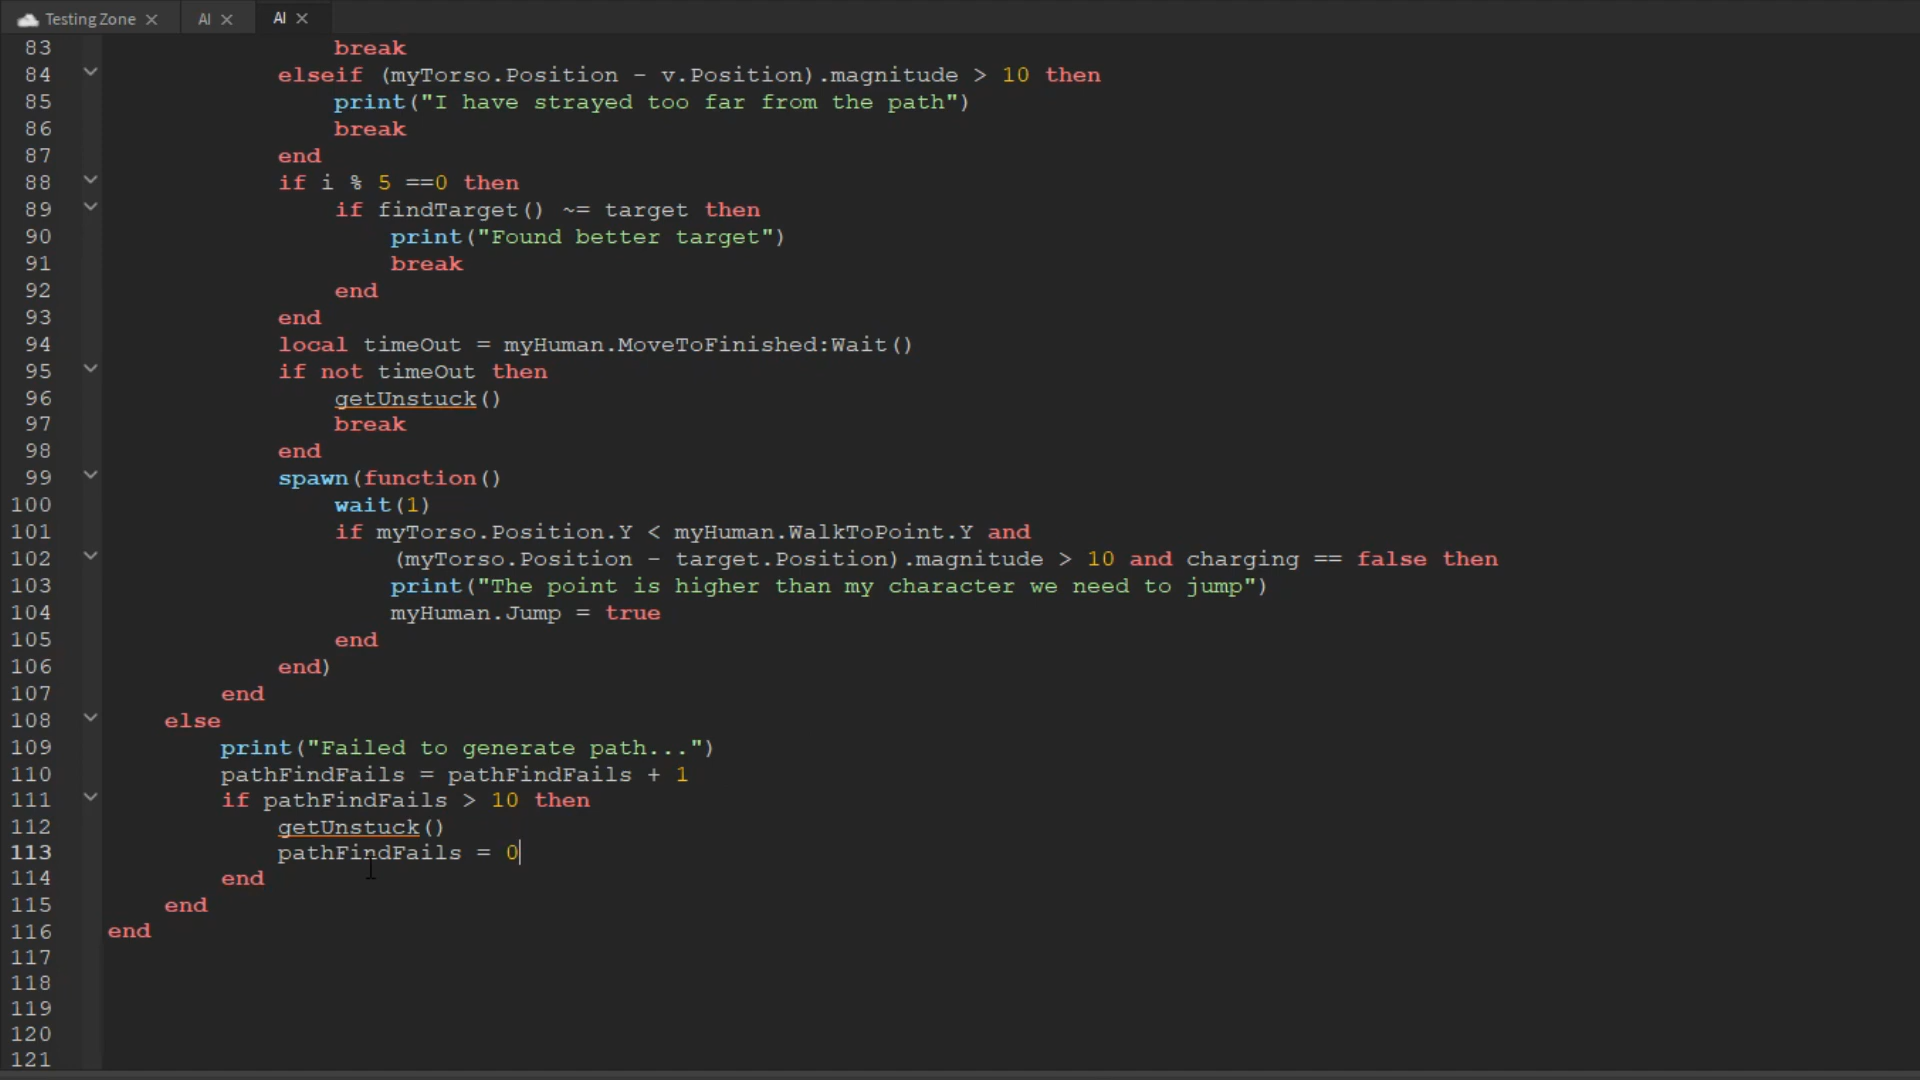 Testing Zone AI AI
83 break
84 elseif (myTorso.Position - v.Position).magnitude > 10 then
85 print("I have strayed too far from the path")
86 break
87 end
88 if i % 5 ==0 then
89 if findTarget() ~= target then
90 print("Found better target")
91 break
92 end
93 end
94 local timeOut = myHuman.MoveToFinished:Wait()
95 if not timeOut then
96 getUnstuck()
97 break
98 end
99 spawn(function()
100 wait(1)
101 if myTorso.Position.Y < myHuman.WalkToPoint.Y and
102 (myTorso.Position - target.Position).magnitude > 10 and charging == false then
103 print("The point is higher than my character we need to jump")
104 myHuman.Jump = true
105 end
106 end)
107 end
108 else
109 print("Failed to generate path...")
110 pathFindFails = pathFindFails + 1
111 if pathFindFails > 10 then
112 getUnstuck()
113 pathFindFails = 0
114 end
115 end
116 end
117
118
119
120
121